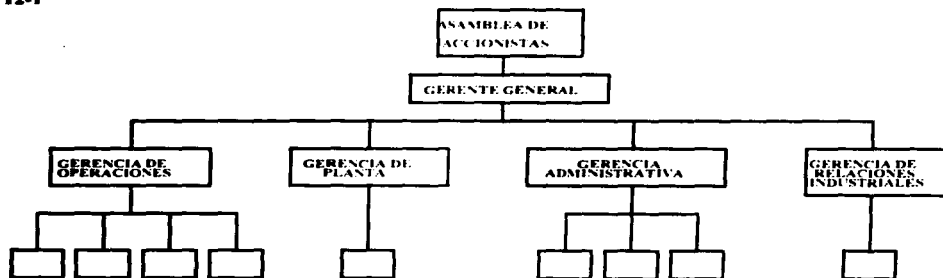 ASAMBLEA DE
ACCIONISTAS
GERENTE GENERAL
GERENCIA DE
OPERACIONES
GERENCIA DE
PLANTA
GERENCIA
ADMINISTRATIVA
GERENCIA DE
RELACIONES
INDUSTRIALES